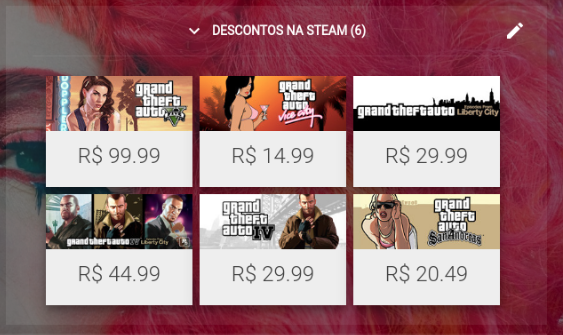 DESCONTOS NA STEAM (6)
grand
theft
auto V
grand
theft
auto
vice city
grand theft auto Episodes From
Liberty City
R$ 99.99
R$ 14.99
R$ 29.99
grand theft auto IV Liberty City
grand
theft
auto IV
grand
theft
auto
San Andreas
R$ 44.99
R$ 29.99
R$ 20.49